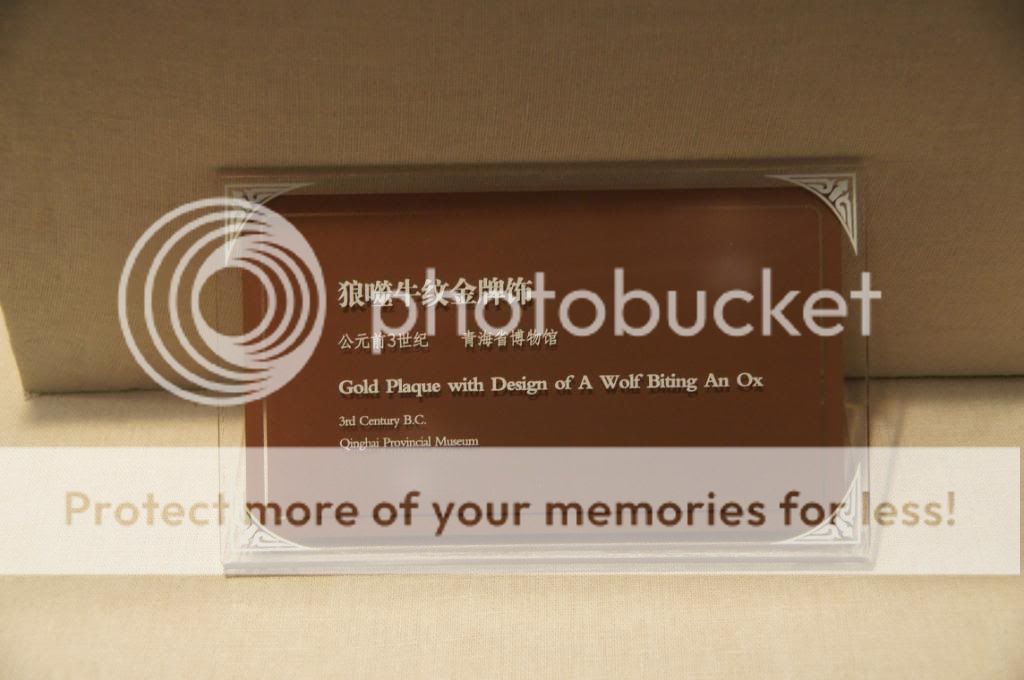 狼噬牛纹金牌饰
photobucket
公元前3世纪 青海省博物馆
Gold Plaque with Design of A Wolf Biting An Ox
3rd Century B.C.
Qinghai Provincial Museum
Protect more of your memories for less!